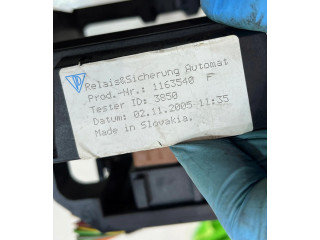 Relais&Sicherung Automat
Prod.-Nr.: 1163540 F
Tester ID: 3850
Datum: 02.11.2005 11:35
Made in Slovakia.